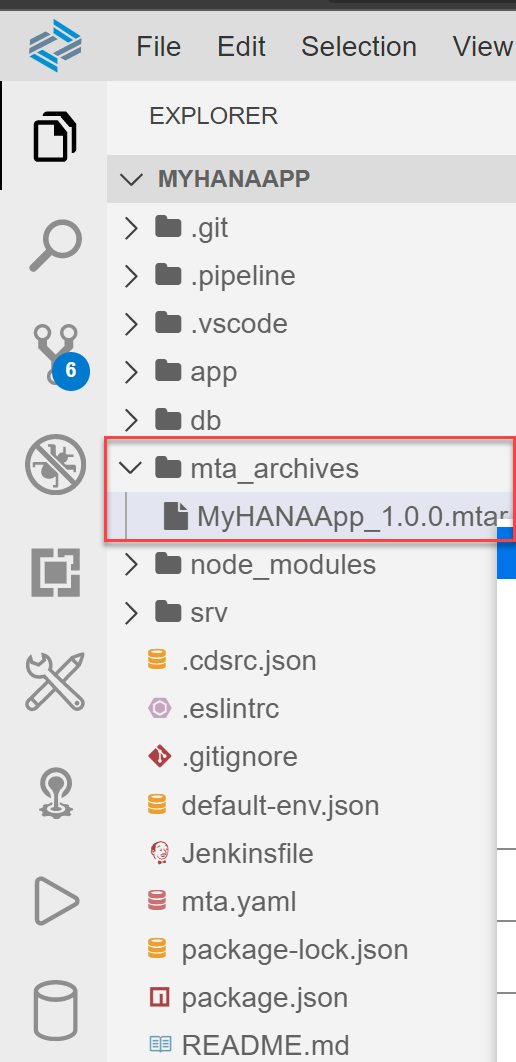 File Edit Selection View
EXPLORER
MYHANAAPP
.git
.pipeline
.vscode
app
6
db
mta_archives
MyHANAApp_1.0.0.mtar
node_modules
srv
.cdsrc.json
.eslintrc
.gitignore
default-env.json
Jenkinsfile
mta.yaml
package-lock.json
package.json
README.md